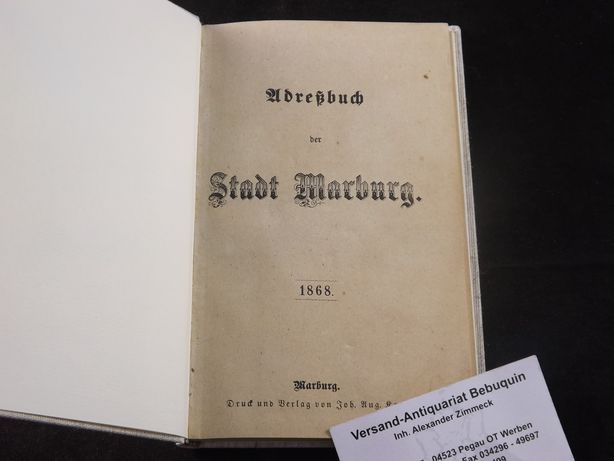 Adreßbuch
der
Stadt Marburg.
1868.
Marburg.
Druck und Verlag von Joh. Aug.
Versand-Antiquariat Bebuquin
Inh. Alexander Zimmeck
04523 Pegau OT Werben
Fax 034296 - 49697